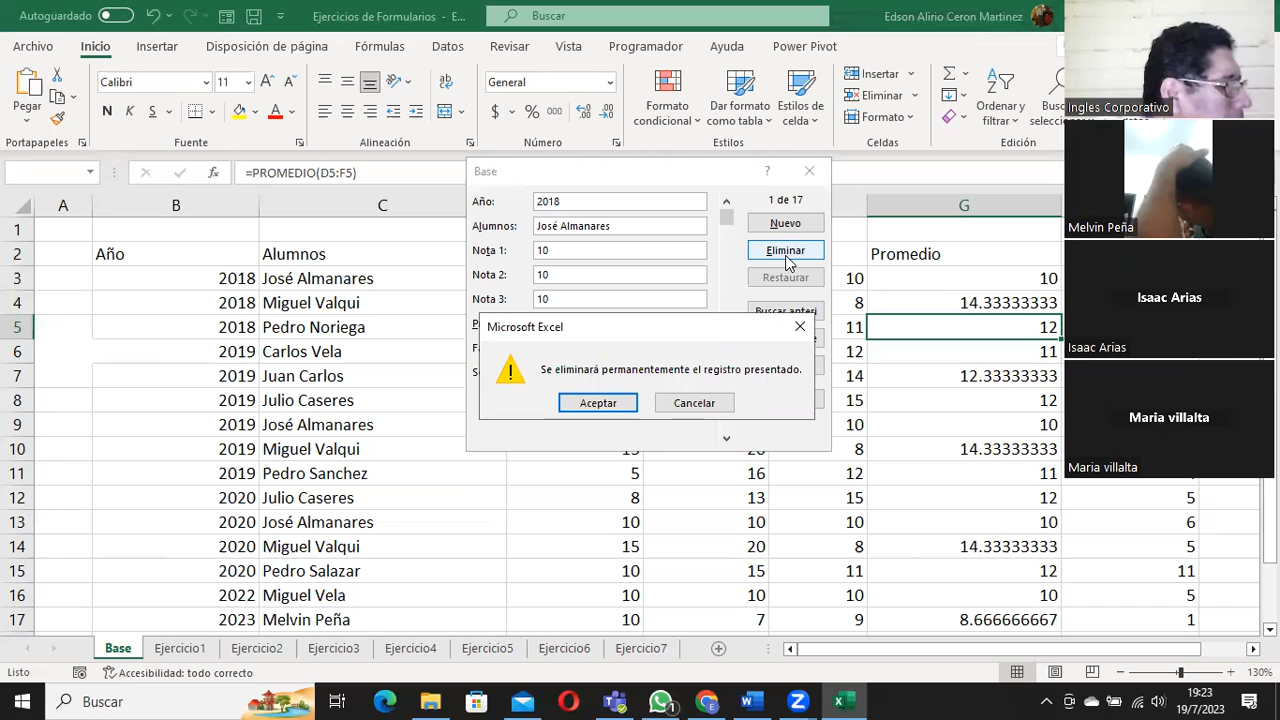 Autoguardado
Ejercicios de Formularios - E...
Buscar
Edson Alirio Ceron Martinez
Archivo Inicio Insertar Disposición de página Fórmulas Datos Revisar Vista Programador Ayuda Power Pivot
Pegar
Calibri 11
N K S
General
$ % 000
Formato condicional
Dar formato como tabla
Estilos de celda
Insertar
Eliminar
Formato
Ordenar y filtrar
Portapapeles Fuente Alineación Número Estilos Celdas Edición
fx =PROMEDIO(D5:F5)
Base ?
Año: 2018
Alumnos: José Almanares
Nota 1: 10
Nota 2: 10
Nota 3: 10
1 de 17
Nuevo
Eliminar
Restaurar
Microsoft Excel
Se eliminará permanentemente el registro presentado.
Aceptar Cancelar
A B C G
1
2 Año Alumnos Promedio
3 2018 José Almanares 10 10
4 2018 Miguel Valqui 8 14.33333333
5 2018 Pedro Noriega 11 12
6 2019 Carlos Vela 12 11
7 2019 Juan Carlos 14 12.33333333
8 2019 Julio Caseres 15 12
9 2019 José Almanares 10 10
10 2019 Miguel Valqui 15 20 8 14.33333333
11 2019 Pedro Sanchez 5 16 12 11
12 2020 Julio Caseres 8 13 15 12 5
13 2020 José Almanares 10 10 10 10 6
14 2020 Miguel Valqui 15 20 8 14.33333333 5
15 2020 Pedro Salazar 10 15 11 12 11
16 2022 Miguel Vela 10 10 10 10 5
17 2023 Melvin Peña 10 7 9 8.666666667 1
Base Ejercicio1 Ejercicio2 Ejercicio3 Ejercicio4 Ejercicio5 Ejercicio6 Ejercicio7
Listo Accesibilidad: todo correcto 130%
Buscar
19:23
19/7/2023
Ingles Corporativo
Melvin Peña
Isaac Arias
Isaac Arias
Maria villalta
Maria villalta